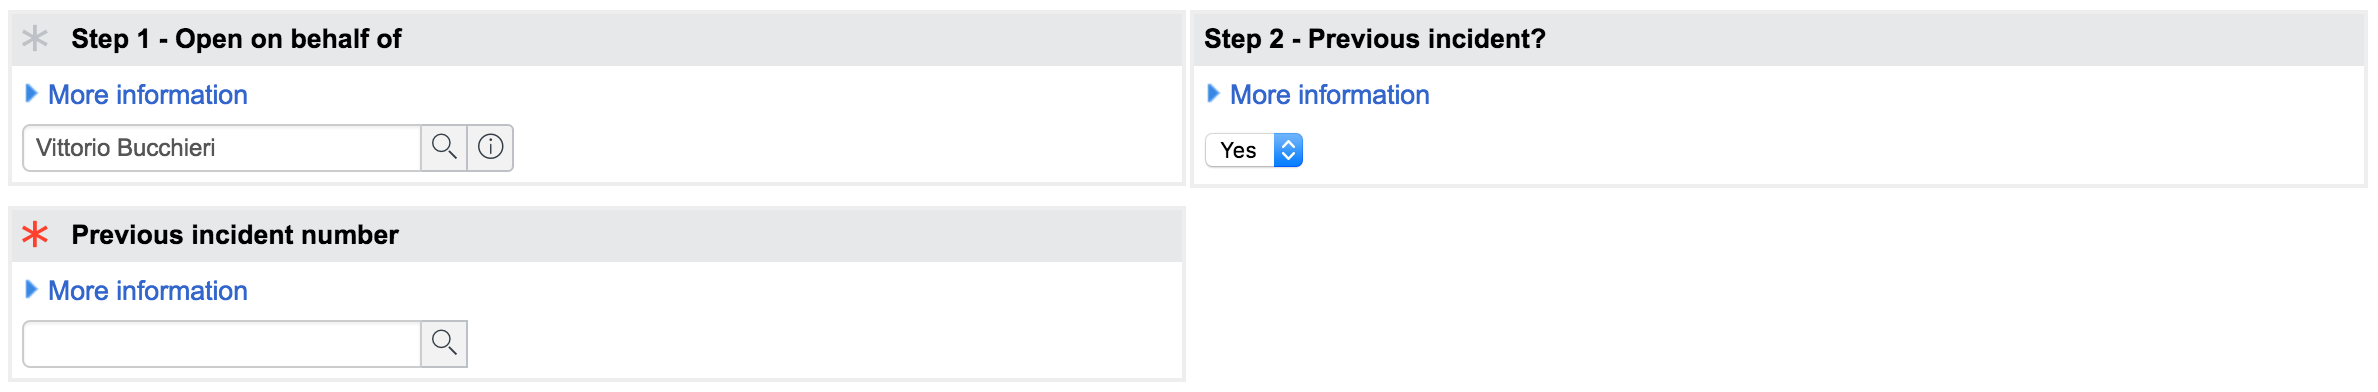 Step 1 - Open on behalf of
More information
Vittorio Bucchieri
Step 2 - Previous incident?
More information
Yes
Previous incident number
More information